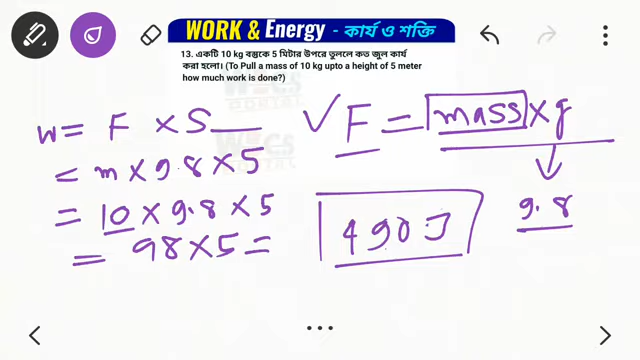 WORK & Energy - কার্য ও শক্তি
13. একটি 10 kg বস্তুকে 5 মিটার উপরে তুললে কত জুল কার্য
করা হলো। (To Pull a mass of 10 kg upto a height of 5 meter
how much work is done?)
W = F × S
= m × 9.8 × 5
= 10 × 9.8 × 5
= 98 × 5 =
490 J
✓ F = mass × g
9.8